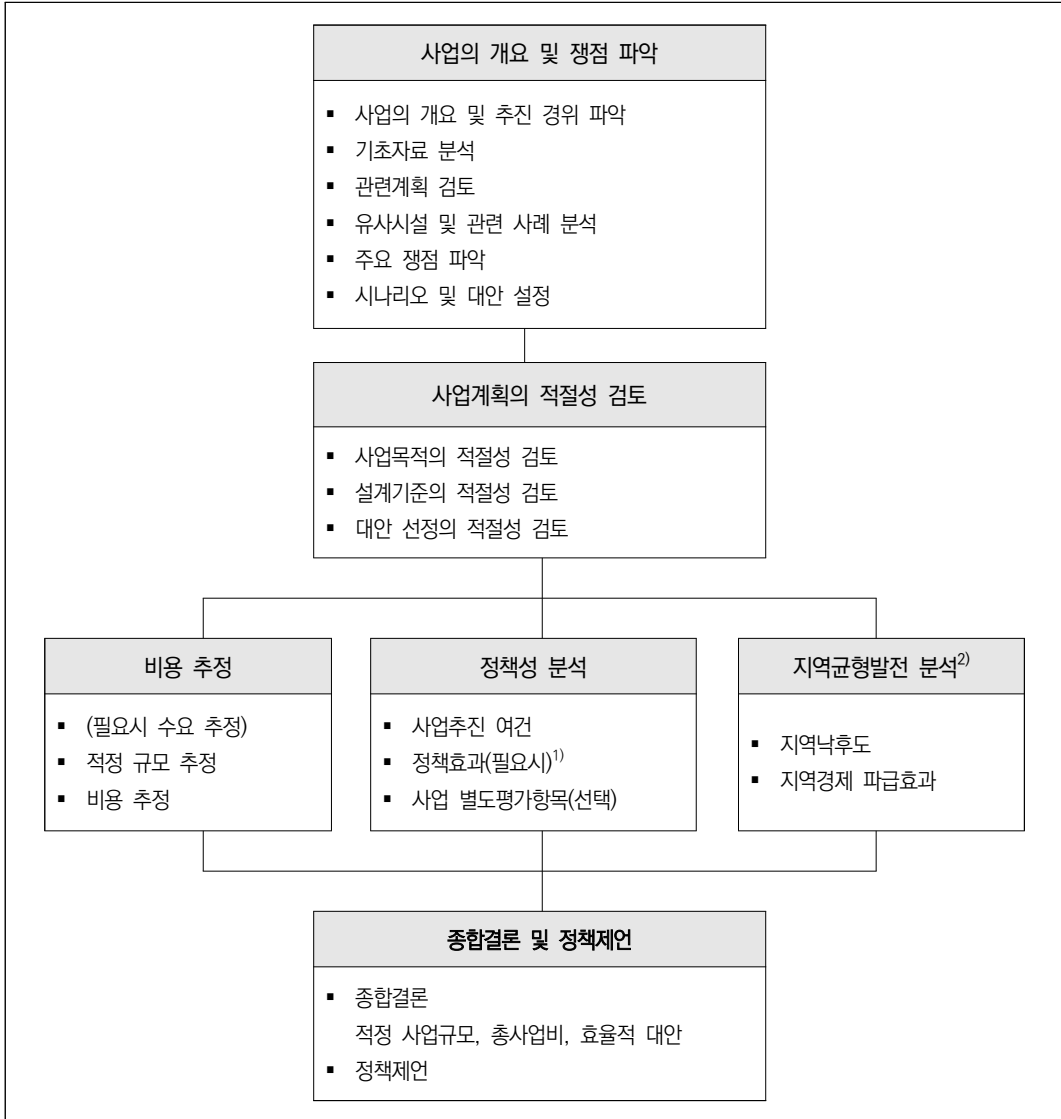 사업의 개요 및 쟁점 파악
▪ 사업의 개요 및 추진 경위 파악
▪ 기초자료 분석
▪ 관련계획 검토
▪ 유사시설 및 관련 사례 분석
▪ 주요 쟁점 파악
▪ 시나리오 및 대안 설정
사업계획의 적절성 검토
▪ 사업목적의 적절성 검토
▪ 설계기준의 적절성 검토
▪ 대안 선정의 적절성 검토
비용 추정
▪ (필요시 수요 추정)
▪ 적정 규모 추정
▪ 비용 추정
정책성 분석
▪ 사업추진 여건
▪ 정책효과(필요시)1)
▪ 사업 별도평가항목(선택)
지역균형발전 분석2)
▪ 지역낙후도
▪ 지역경제 파급효과
종합결론 및 정책제언
▪ 종합결론
적정 사업규모, 총사업비, 효율적 대안
▪ 정책제언